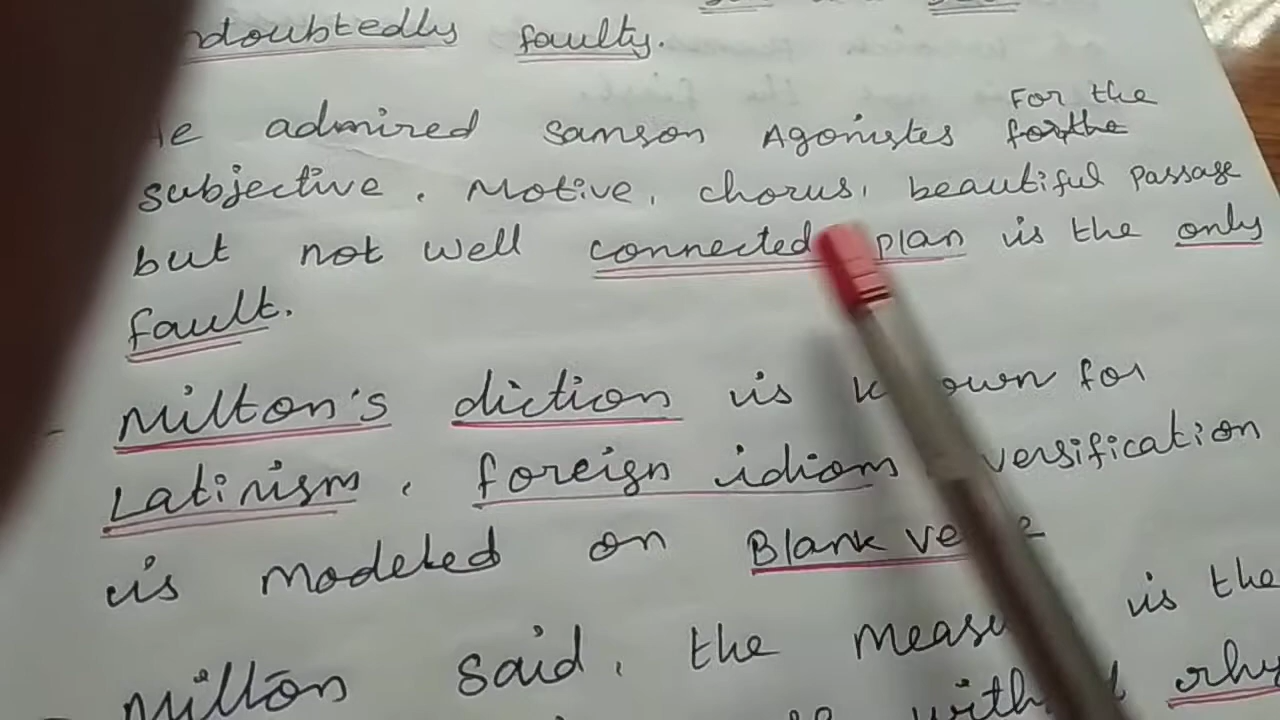 doubtedly faulty.
He admired Samson Agonistes For the
subjective. Motive, chorus, beautiful passage
but not well connected plan is the only
fault.
Milton's diction is known for
Latinism, foreign idiom versification
is modeled on Blank verse
Milton said, the measure is the